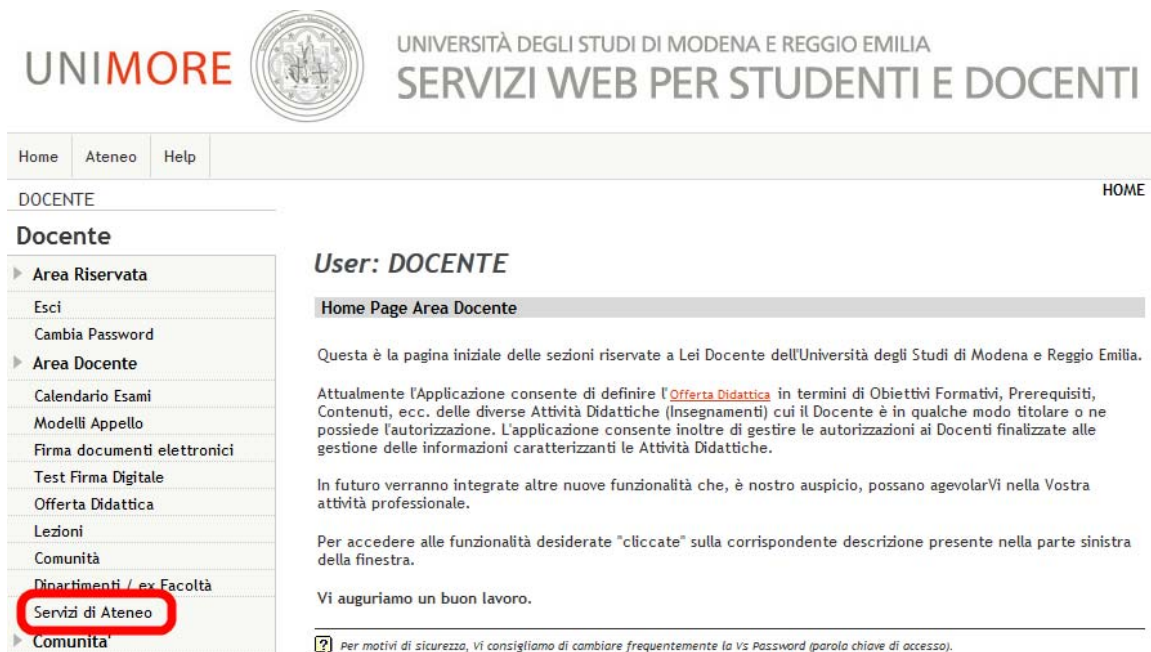 UNIMORE
UNIVERSITÀ DEGLI STUDI DI MODENA E REGGIO EMILIA
SERVIZI WEB PER STUDENTI E DOCENTI
Home Ateneo Help
HOME
DOCENTE
Docente
Area Riservata
Esci
Cambia Password
Area Docente
Calendario Esami
Modelli Appello
Firma documenti elettronici
Test Firma Digitale
Offerta Didattica
Lezioni
Comunità
Dipartimenti / ex Facoltà
Servizi di Ateneo
Comunita'
User: DOCENTE
Home Page Area Docente
Questa è la pagina iniziale delle sezioni riservate a Lei Docente dell'Università degli Studi di Modena e Reggio Emilia.
Attualmente l'Applicazione consente di definire l'Offerta Didattica in termini di Obiettivi Formativi, Prerequisiti,
Contenuti, ecc. delle diverse Attività Didattiche (Insegnamenti) cui il Docente è in qualche modo titolare o ne
possiede l'autorizzazione. L'applicazione consente inoltre di gestire le autorizzazioni ai Docenti finalizzate alle
gestione delle informazioni caratterizzanti le Attività Didattiche.
In futuro verranno integrate altre nuove funzionalità che, è nostro auspicio, possano agevolarVi nella Vostra
attività professionale.
Per accedere alle funzionalità desiderate "cliccate" sulla corrispondente descrizione presente nella parte sinistra
della finestra.
Vi auguriamo un buon lavoro.
? Per motivi di sicurezza, Vi consigliamo di cambiare frequentemente la Vs Password (parola chiave di accesso).